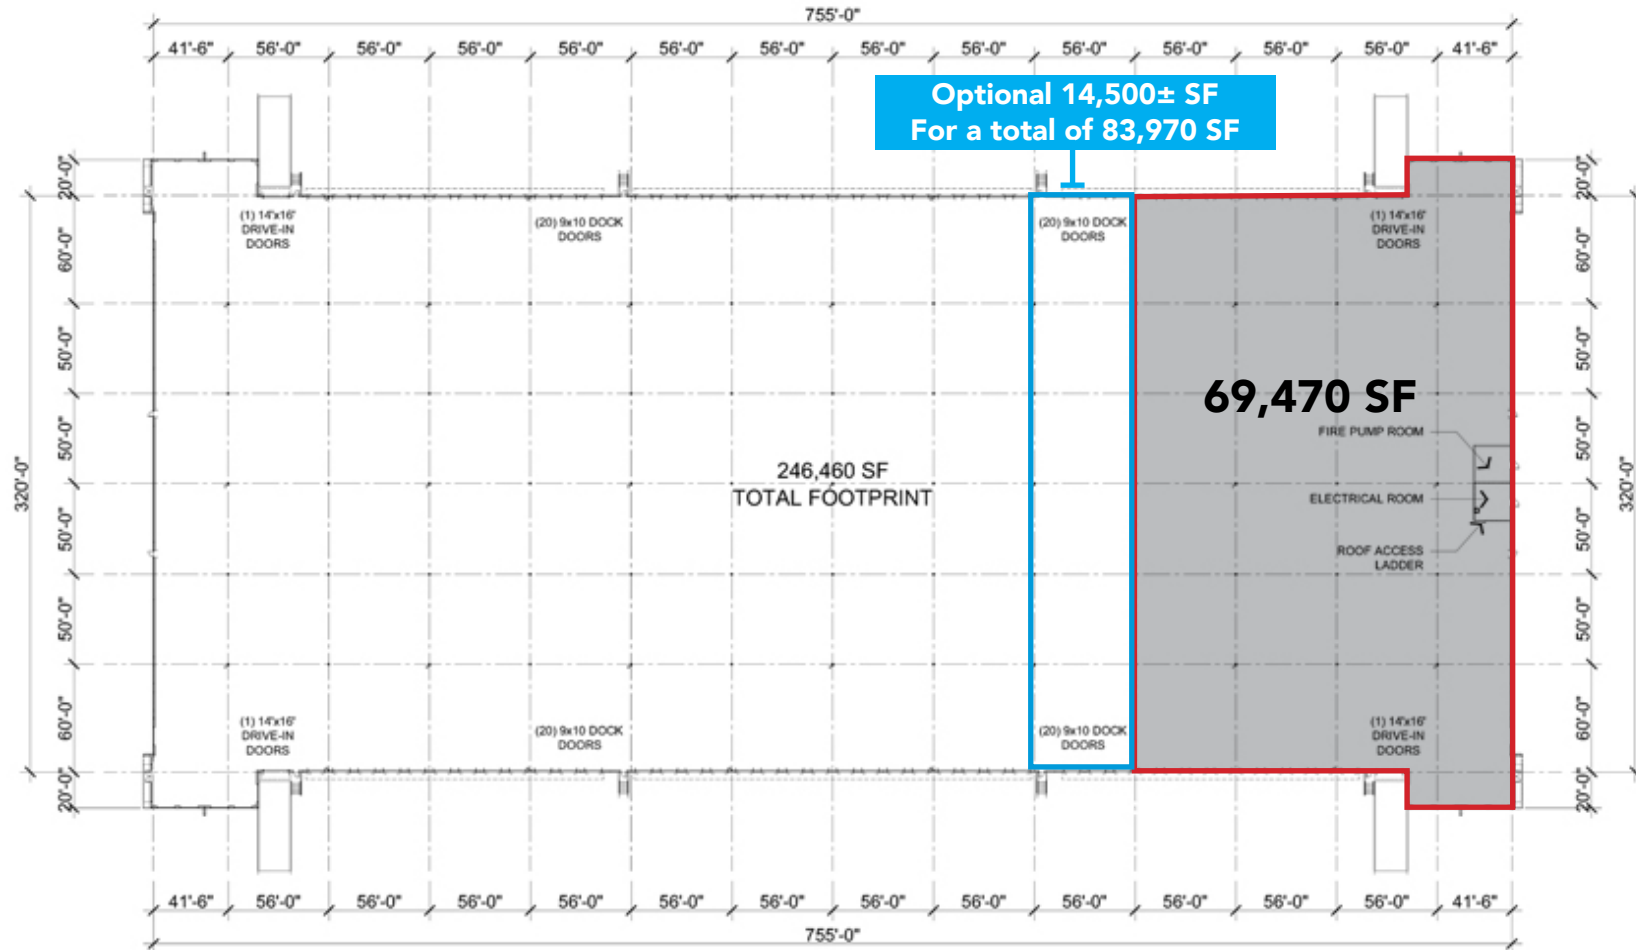 755'-0"
41'-6" 56'-0" 56'-0" 56'-0" 56'-0" 56'-0" 56'-0" 56'-0" 56'-0" 56'-0" 56'-0" 56'-0" 56'-0" 41'-6"
Optional 14,500± SF
For a total of 83,970 SF
20'-0"
20'-0"
(1) 14'x16'
DRIVE-IN
DOORS
(20) 9x10 DOCK
DOORS
(20) 9x10 DOCK
DOORS
(1) 14'x16'
DRIVE-IN
DOORS
60'-0"
60'-0"
50'-0"
50'-0"
69,470 SF
FIRE PUMP ROOM
50'-0"
50'-0"
320'-0"
246,460 SF
TOTAL FOOTPRINT
320'-0"
ELECTRICAL ROOM
50'-0"
50'-0"
ROOF ACCESS
LADDER
50'-0"
50'-0"
60'-0"
60'-0"
(1) 14'x16'
DRIVE-IN
DOORS
(20) 9x10 DOCK
DOORS
(20) 9x10 DOCK
DOORS
(1) 14'x16'
DRIVE-IN
DOORS
20'-0"
20'-0"
41'-6" 56'-0" 56'-0" 56'-0" 56'-0" 56'-0" 56'-0" 56'-0" 56'-0" 56'-0" 56'-0" 56'-0" 56'-0" 41'-6"
755'-0"